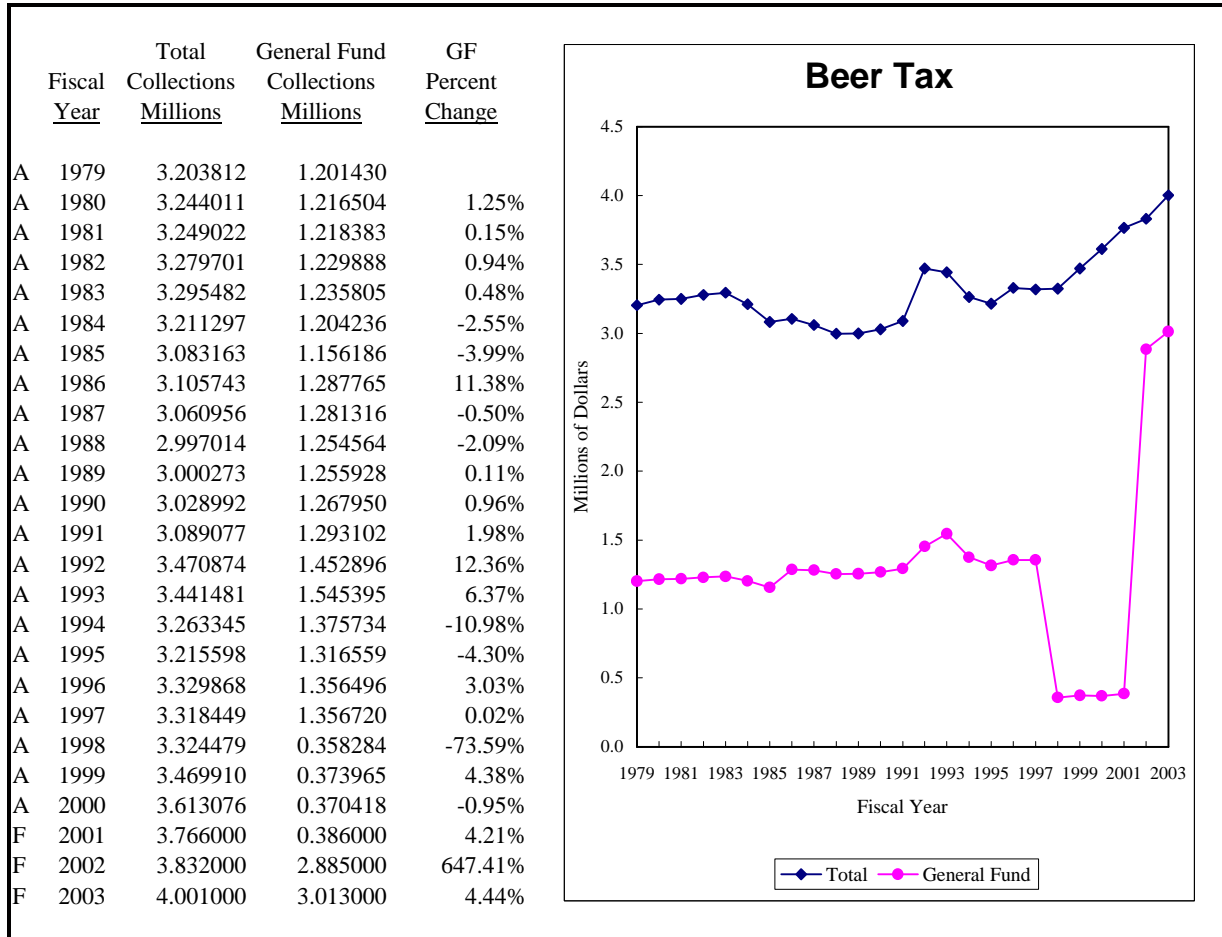 Total General Fund GF
Fiscal Collections Collections Percent
Year Millions Millions Change
A 1979 3.203812 1.201430
A 1980 3.244011 1.216504 1.25%
A 1981 3.249022 1.218383 0.15%
A 1982 3.279701 1.229888 0.94%
A 1983 3.295482 1.235805 0.48%
A 1984 3.211297 1.204236 -2.55%
A 1985 3.083163 1.156186 -3.99%
A 1986 3.105743 1.287765 11.38%
A 1987 3.060956 1.281316 -0.50%
A 1988 2.997014 1.254564 -2.09%
A 1989 3.000273 1.255928 0.11%
A 1990 3.028992 1.267950 0.96%
A 1991 3.089077 1.293102 1.98%
A 1992 3.470874 1.452896 12.36%
A 1993 3.441481 1.545395 6.37%
A 1994 3.263345 1.375734 -10.98%
A 1995 3.215598 1.316559 -4.30%
A 1996 3.329868 1.356496 3.03%
A 1997 3.318449 1.356720 0.02%
A 1998 3.324479 0.358284 -73.59%
A 1999 3.469910 0.373965 4.38%
A 2000 3.613076 0.370418 -0.95%
F 2001 3.766000 0.386000 4.21%
F 2002 3.832000 2.885000 647.41%
F 2003 4.001000 3.013000 4.44%
Beer Tax
4.5
4.0
3.5
3.0
2.5
2.0
1.5
1.0
0.5
0.0
Millions of Dollars
1979 1981 1983 1985 1987 1989 1991 1993 1995 1997 1999 2001 2003
Fiscal Year
Total General Fund